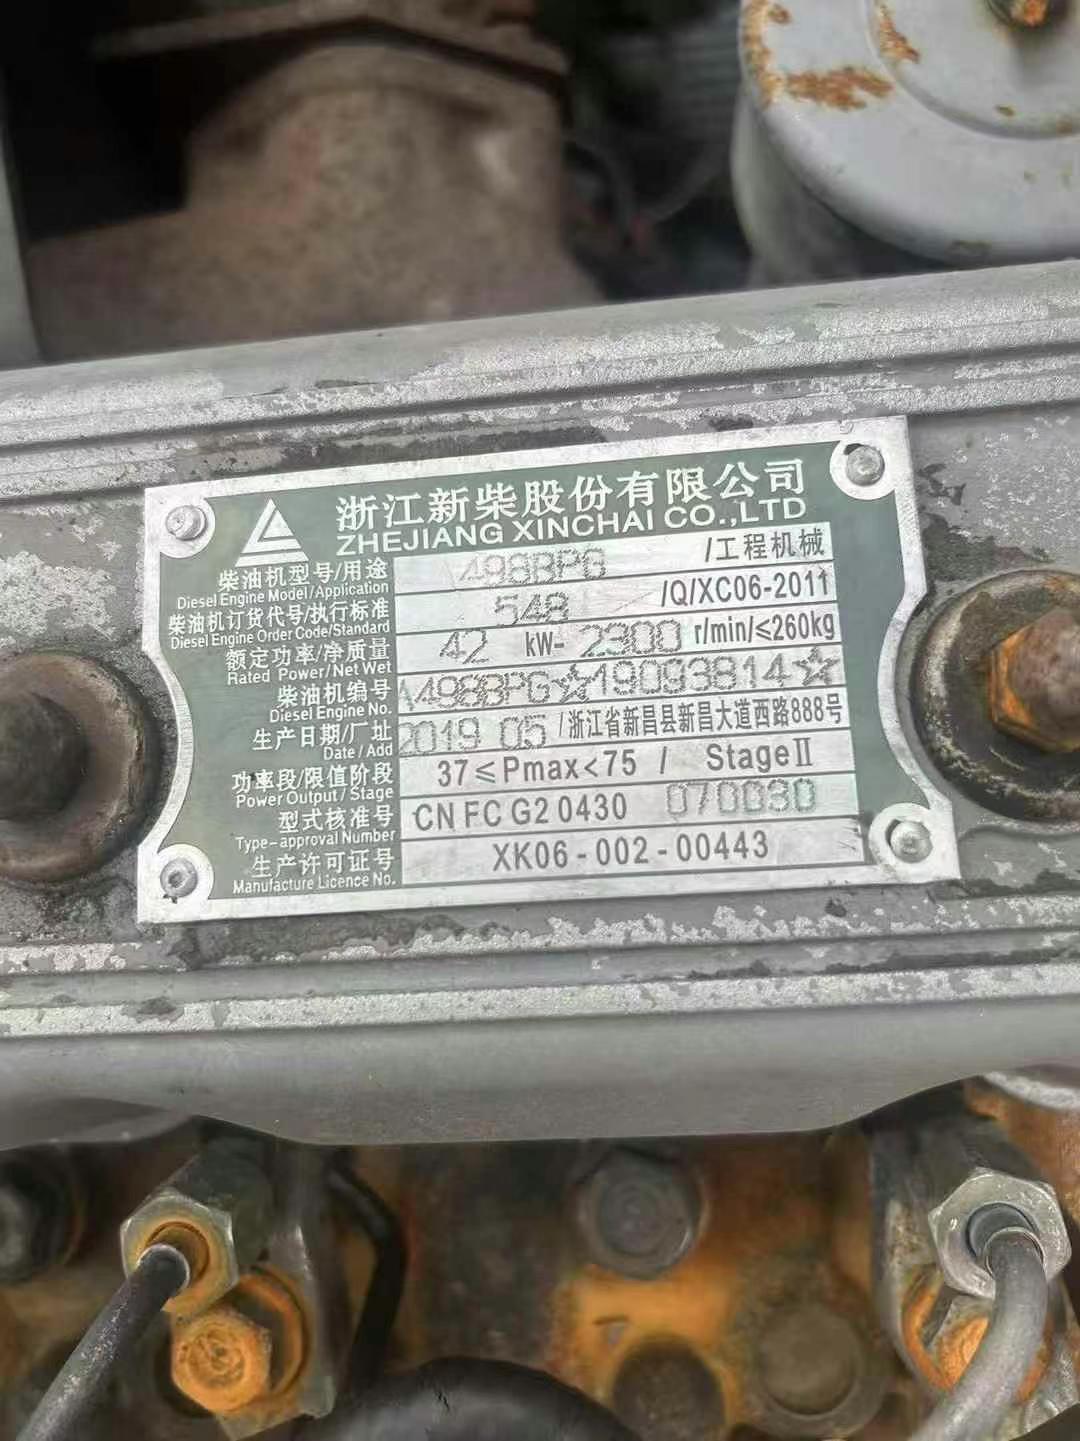 浙江新柴股份有限公司
ZHEJIANG XINCHAI CO.,LTD
柴油机型号/用途 A498BPG /工程机械
Diesel Engine Model/Application
柴油机订货代号/执行标准 548 /Q/XC06-2011
Diesel Engine Order Code/Standard
额定功率/净质量 42 kW- 2300 r/min/≤260kg
Rated Power/Net Wet
柴油机编号 A498BPG☆19093814☆
Diesel Engine No.
生产日期/厂址 2019 05 /浙江省新昌县新昌大道西路888号
Date/Add
功率段/限值阶段 37≤Pmax<75 / StageⅡ
Power Output/Stage
型式核准号 CN FC G2 0430 070030
Type-approval Number
生产许可证号 XK06-002-00443
Manufacture Licence No.